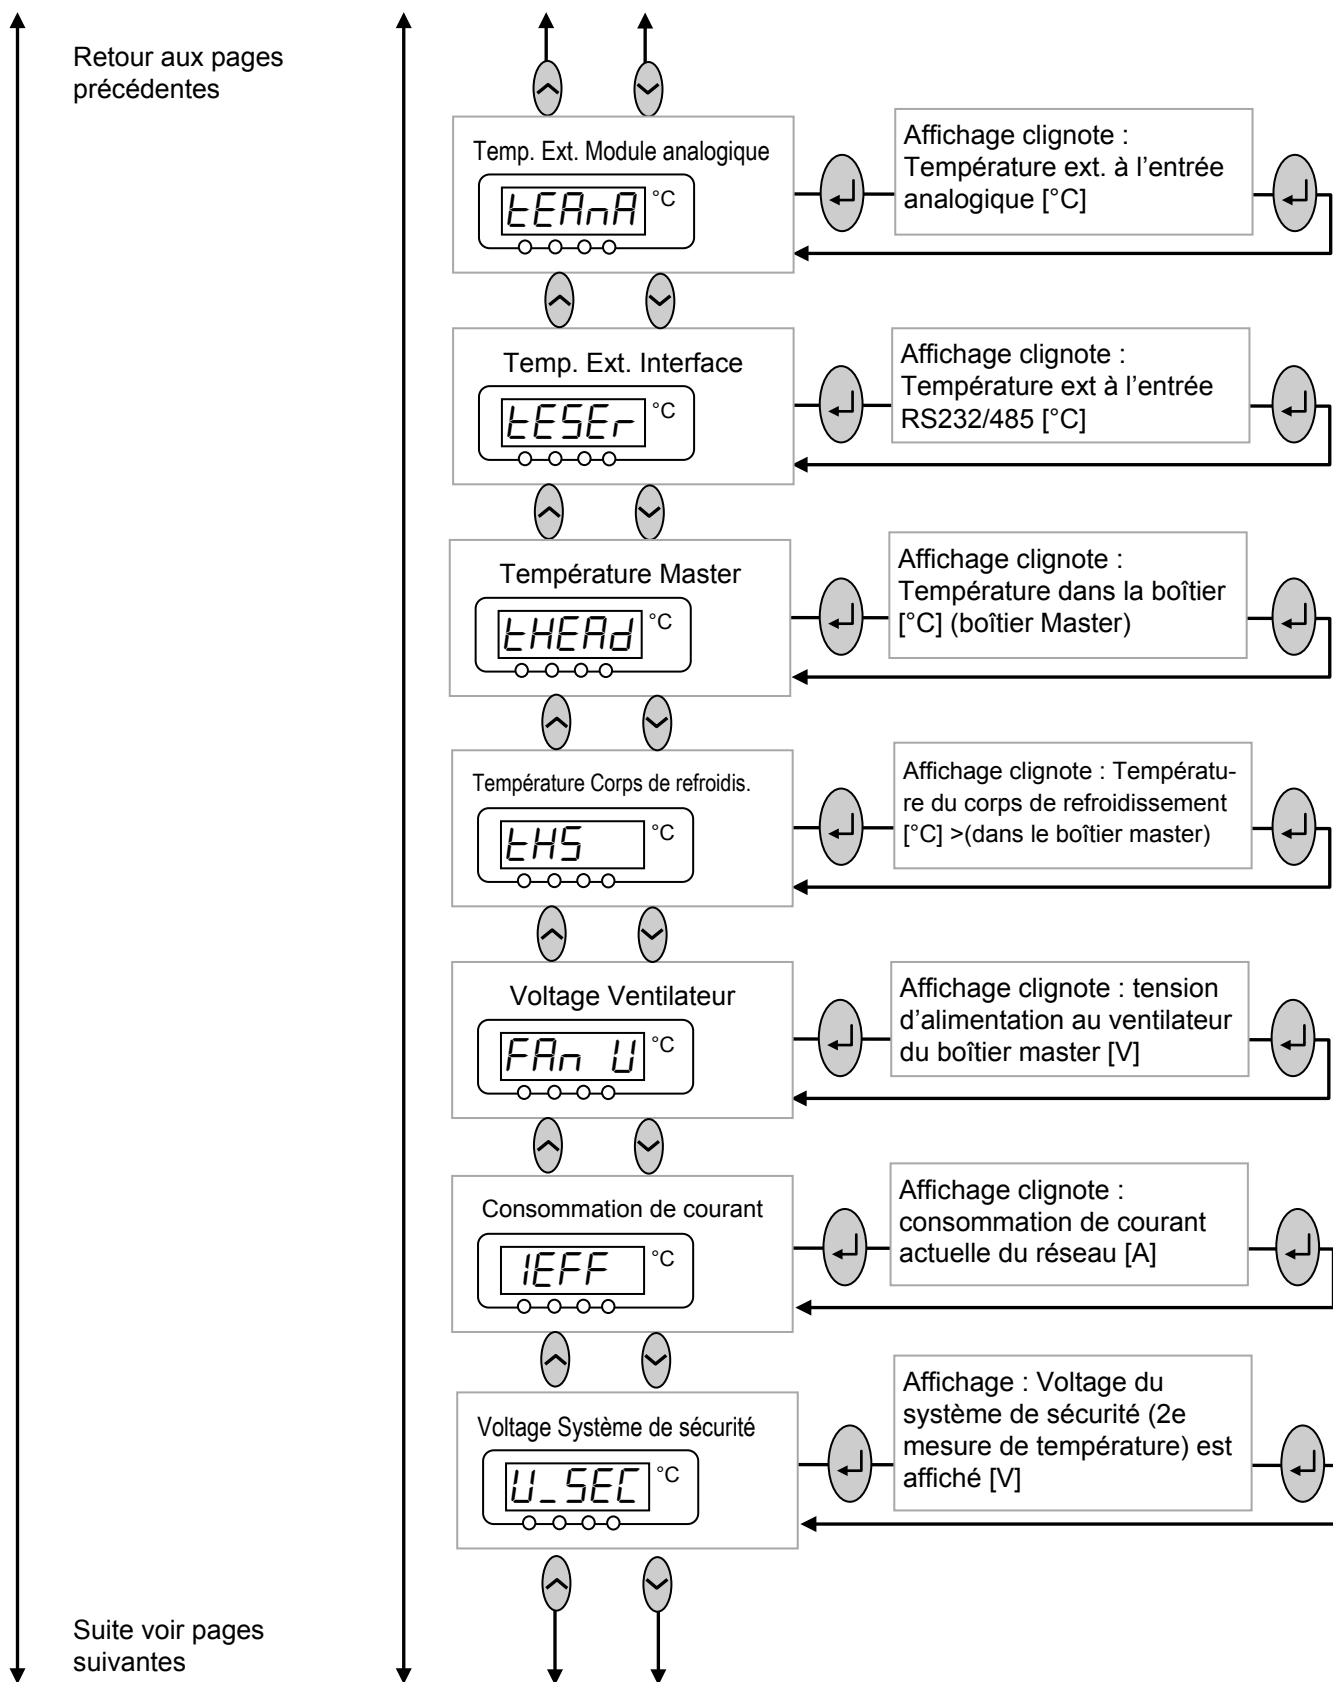 Retour aux pages
précédentes
Temp. Ext. Module analogique
tEAnA °C
Affichage clignote :
Température ext. à l’entrée
analogique [°C]
Temp. Ext. Interface
tESEr °C
Affichage clignote :
Température ext à l’entrée
RS232/485 [°C]
Température Master
tHEAd °C
Affichage clignote :
Température dans la boîtier
[°C] (boîtier Master)
Température Corps de refroidis.
tHS °C
Affichage clignote : Températu-
re du corps de refroidissement
[°C] >(dans le boîtier master)
Voltage Ventilateur
FAn U °C
Affichage clignote : tension
d’alimentation au ventilateur
du boîtier master [V]
Consommation de courant
IEFF °C
Affichage clignote :
consommation de courant
actuelle du réseau [A]
Voltage Système de sécurité
U_SEC °C
Affichage : Voltage du
système de sécurité (2e
mesure de température) est
affiché [V]
Suite voir pages
suivantes